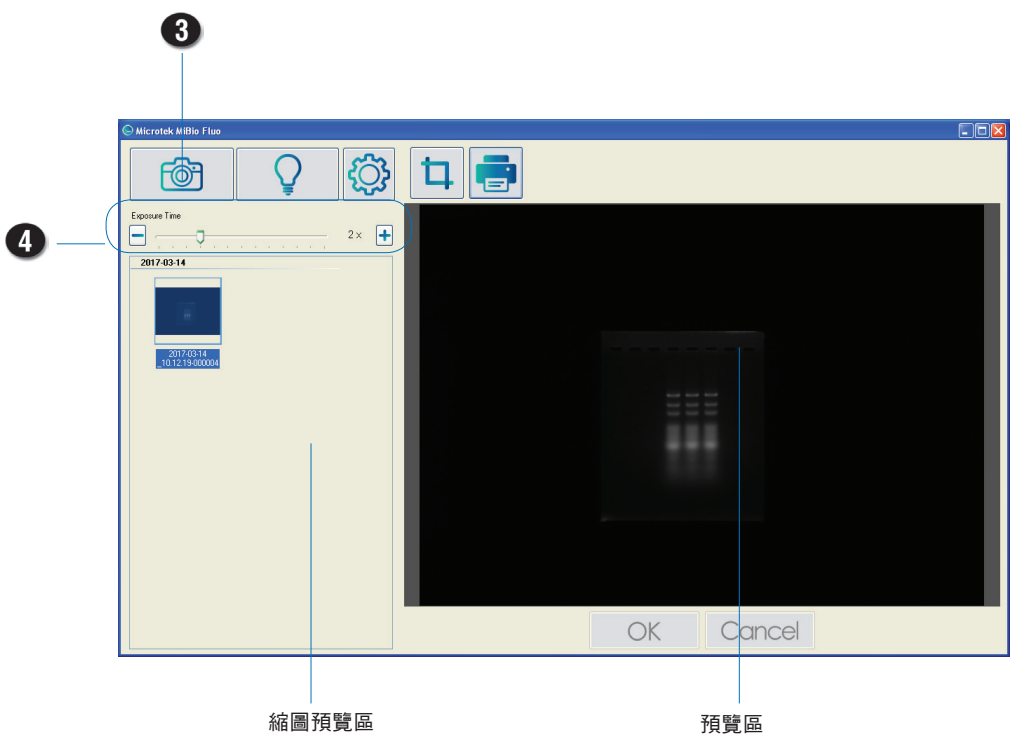 3
Microtek MiBio Fluo
Exposure Time
2 x
4
2017-03-14
2017-03-14
_10.12.19-000004
OK
Cancel
縮圖預覽區
預覽區